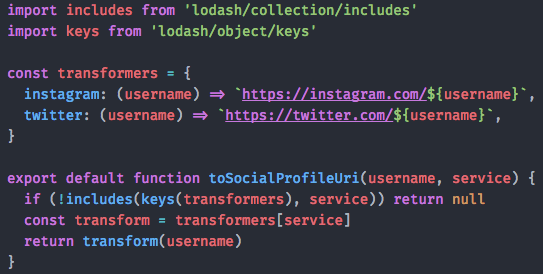 import includes from 'lodash/collection/includes'
import keys from 'lodash/object/keys'
const transformers = {
instagram: (username) => `https://instagram.com/${username}`,
twitter: (username) => `https://twitter.com/${username}`,
}
export default function toSocialProfileUri(username, service) {
if (!includes(keys(transformers), service)) return null
const transform = transformers[service]
return transform(username)
}